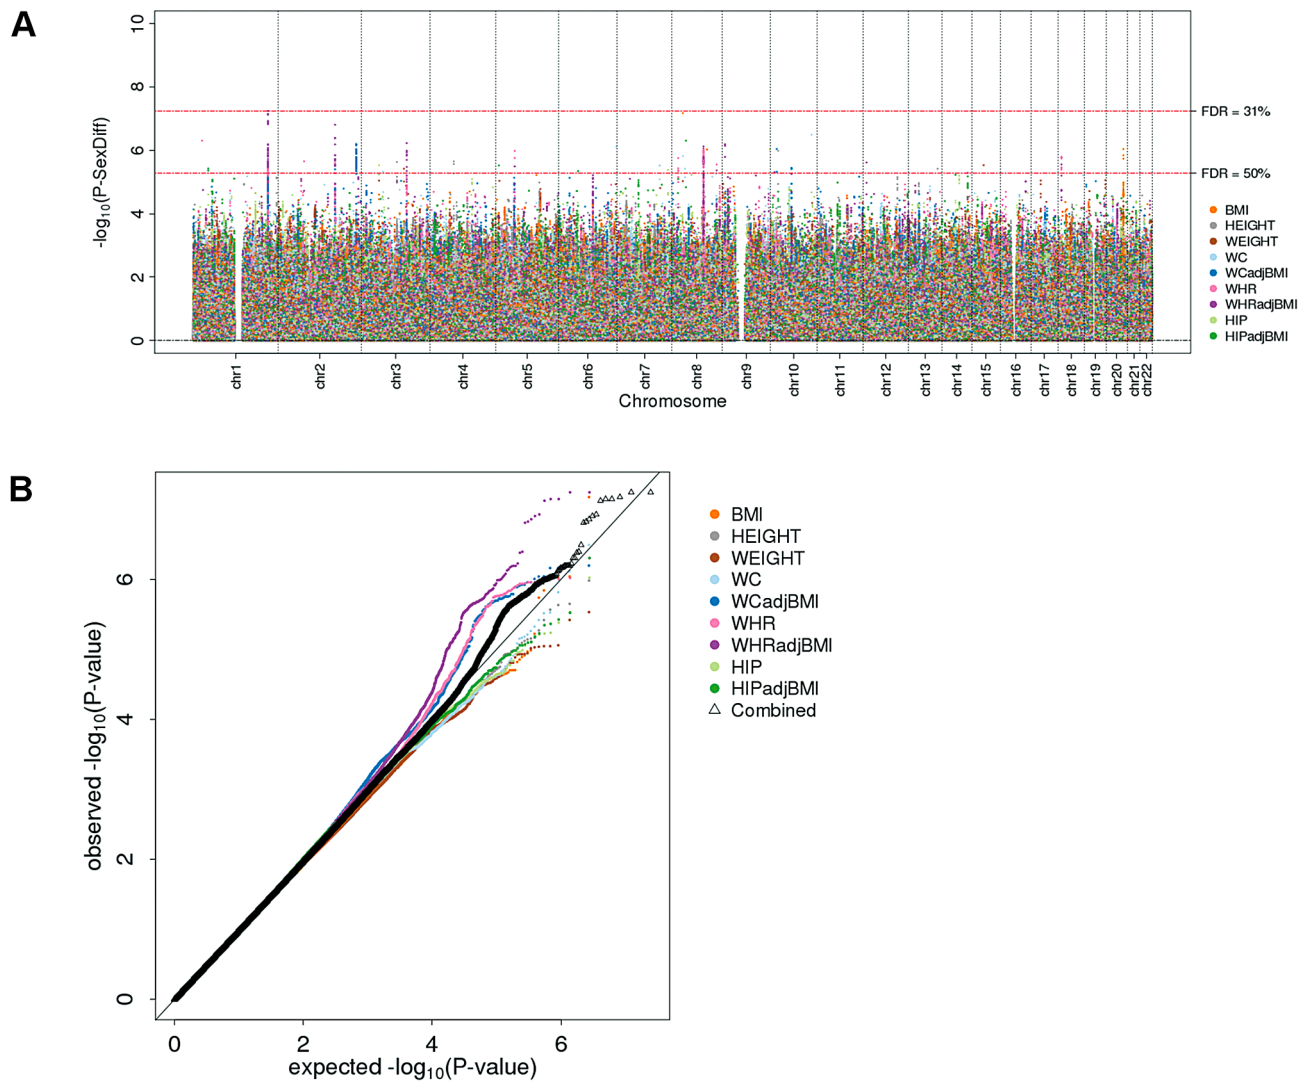 A
10
8
6
4
2
0
-log10(P-SexDiff)
FDR = 31%
FDR = 50%
BMI
HEIGHT
WEIGHT
WC
WCadjBMI
WHR
WHRadjBMI
HIP
HIPadjBMI
chr1 chr2 chr3 chr4 chr5 chr6 chr7 chr8 chr9 chr10 chr11 chr12 chr13 chr14 chr15 chr16 chr17 chr18 chr19 chr20 chr21 chr22
Chromosome
B
6
4
2
0
observed -log10(P-value)
BMI
HEIGHT
WEIGHT
WC
WCadjBMI
WHR
WHRadjBMI
HIP
HIPadjBMI
Combined
0 2 4 6
expected -log10(P-value)